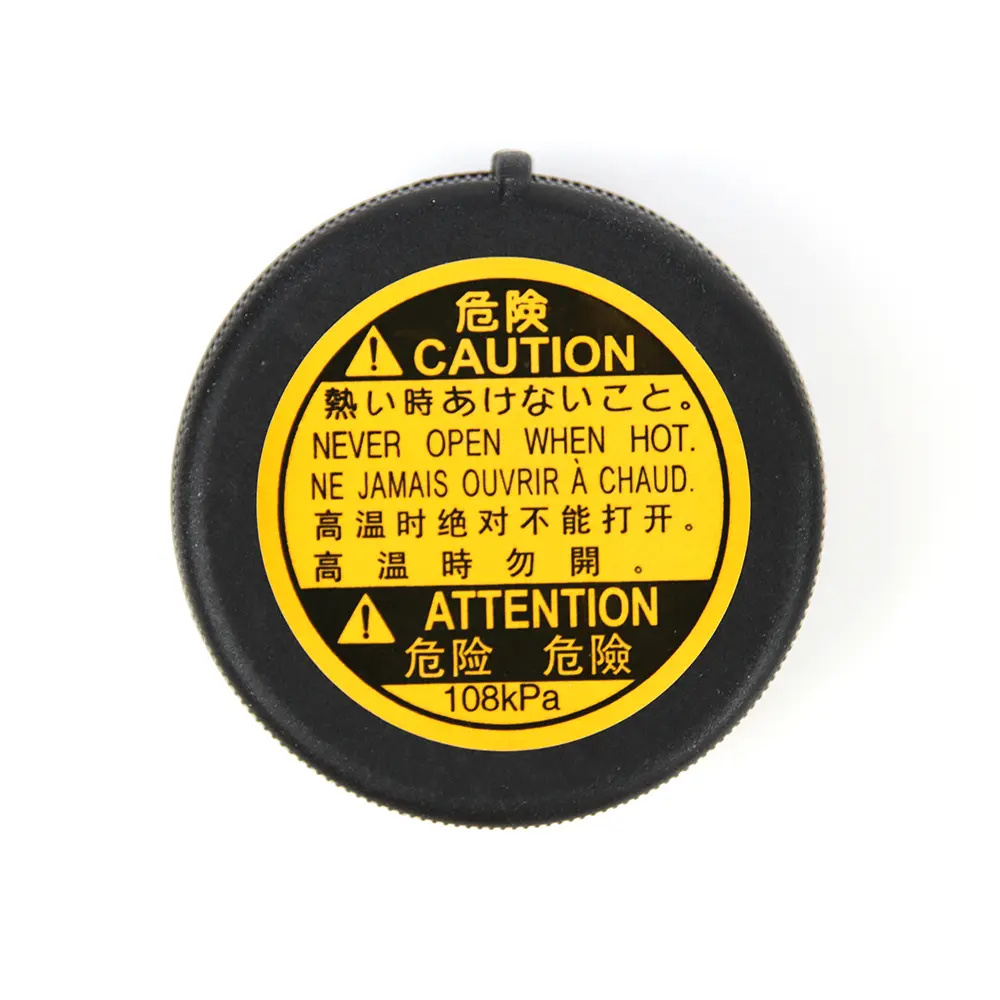 危険
CAUTION
熱い時あけないこと。
NEVER OPEN WHEN HOT.
NE JAMAIS OUVRIR À CHAUD.
高温时绝对不能打开。
高温時勿開。
ATTENTION
危险 危險
108kPa